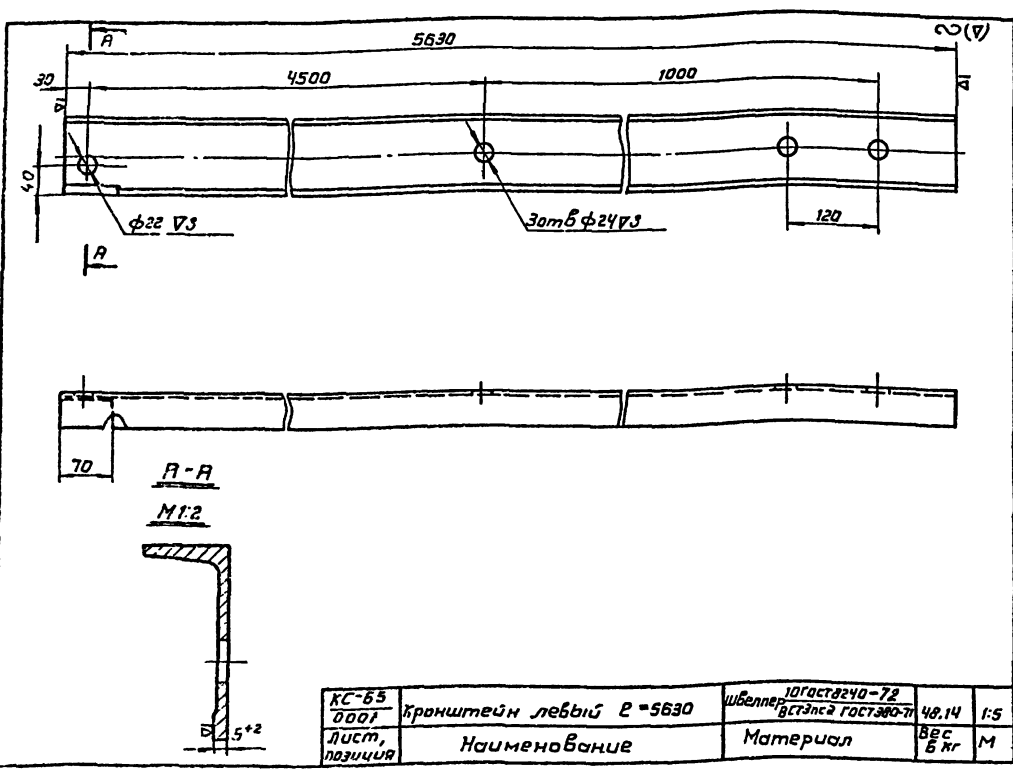 А
5630
∽(▽)
30
4500
1000
▽1
▽1
40
ф22 ▽3
3отв ф24▽3
120
А
70
А-А
М1:2
▽
5+2
КС-65
0001
Кронштейн левый ℓ=5630
Швеллер
10ГОСТ8240-72
ВСт3пс2 ГОСТ380-71
48,14
1:5
Лист,
позиция
Наименование
Материал
Вес
в кг
М